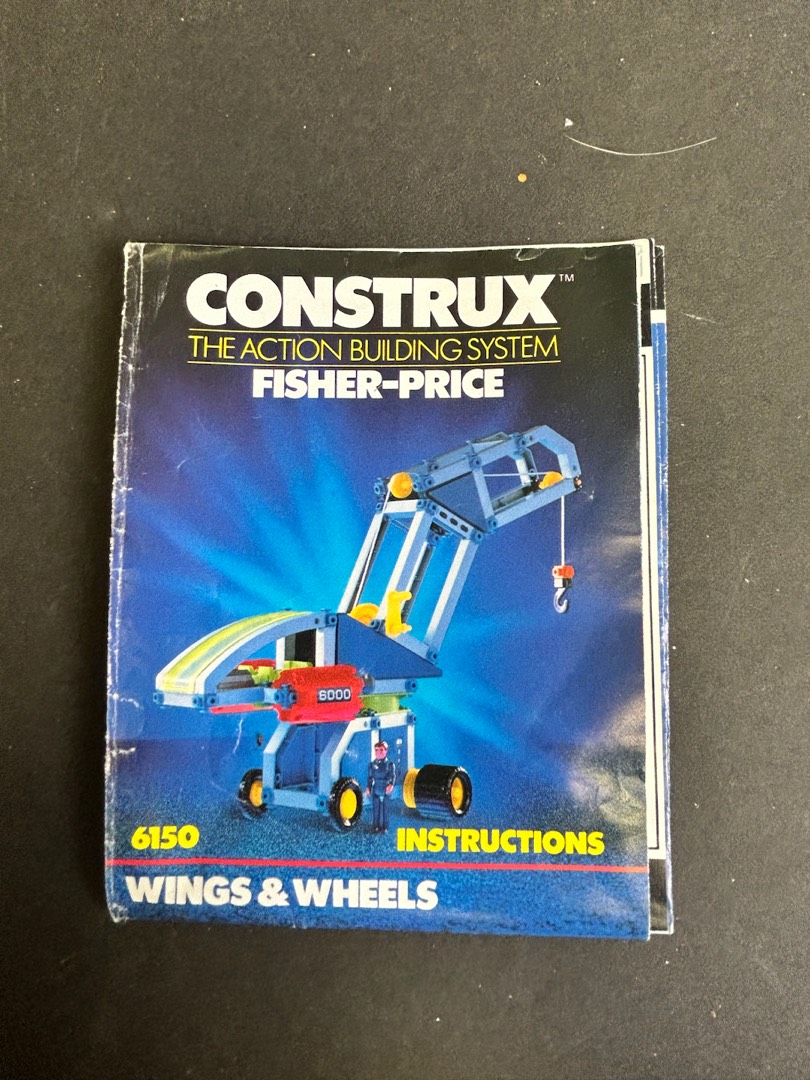 CONSTRUX™
THE ACTION BUILDING SYSTEM
FISHER-PRICE
6000
6150
INSTRUCTIONS
WINGS & WHEELS